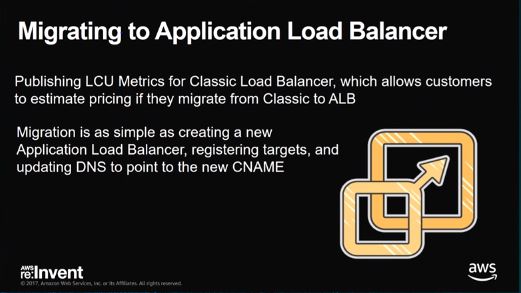 Migrating to Application Load Balancer
Publishing LCU Metrics for Classic Load Balancer, which allows customers
to estimate pricing if they migrate from Classic to ALB
Migration is as simple as creating a new
Application Load Balancer, registering targets, and
updating DNS to point to the new CNAME
AWS
re:Invent
© 2017, Amazon Web Services, Inc. or its Affiliates. All rights reserved.
aws